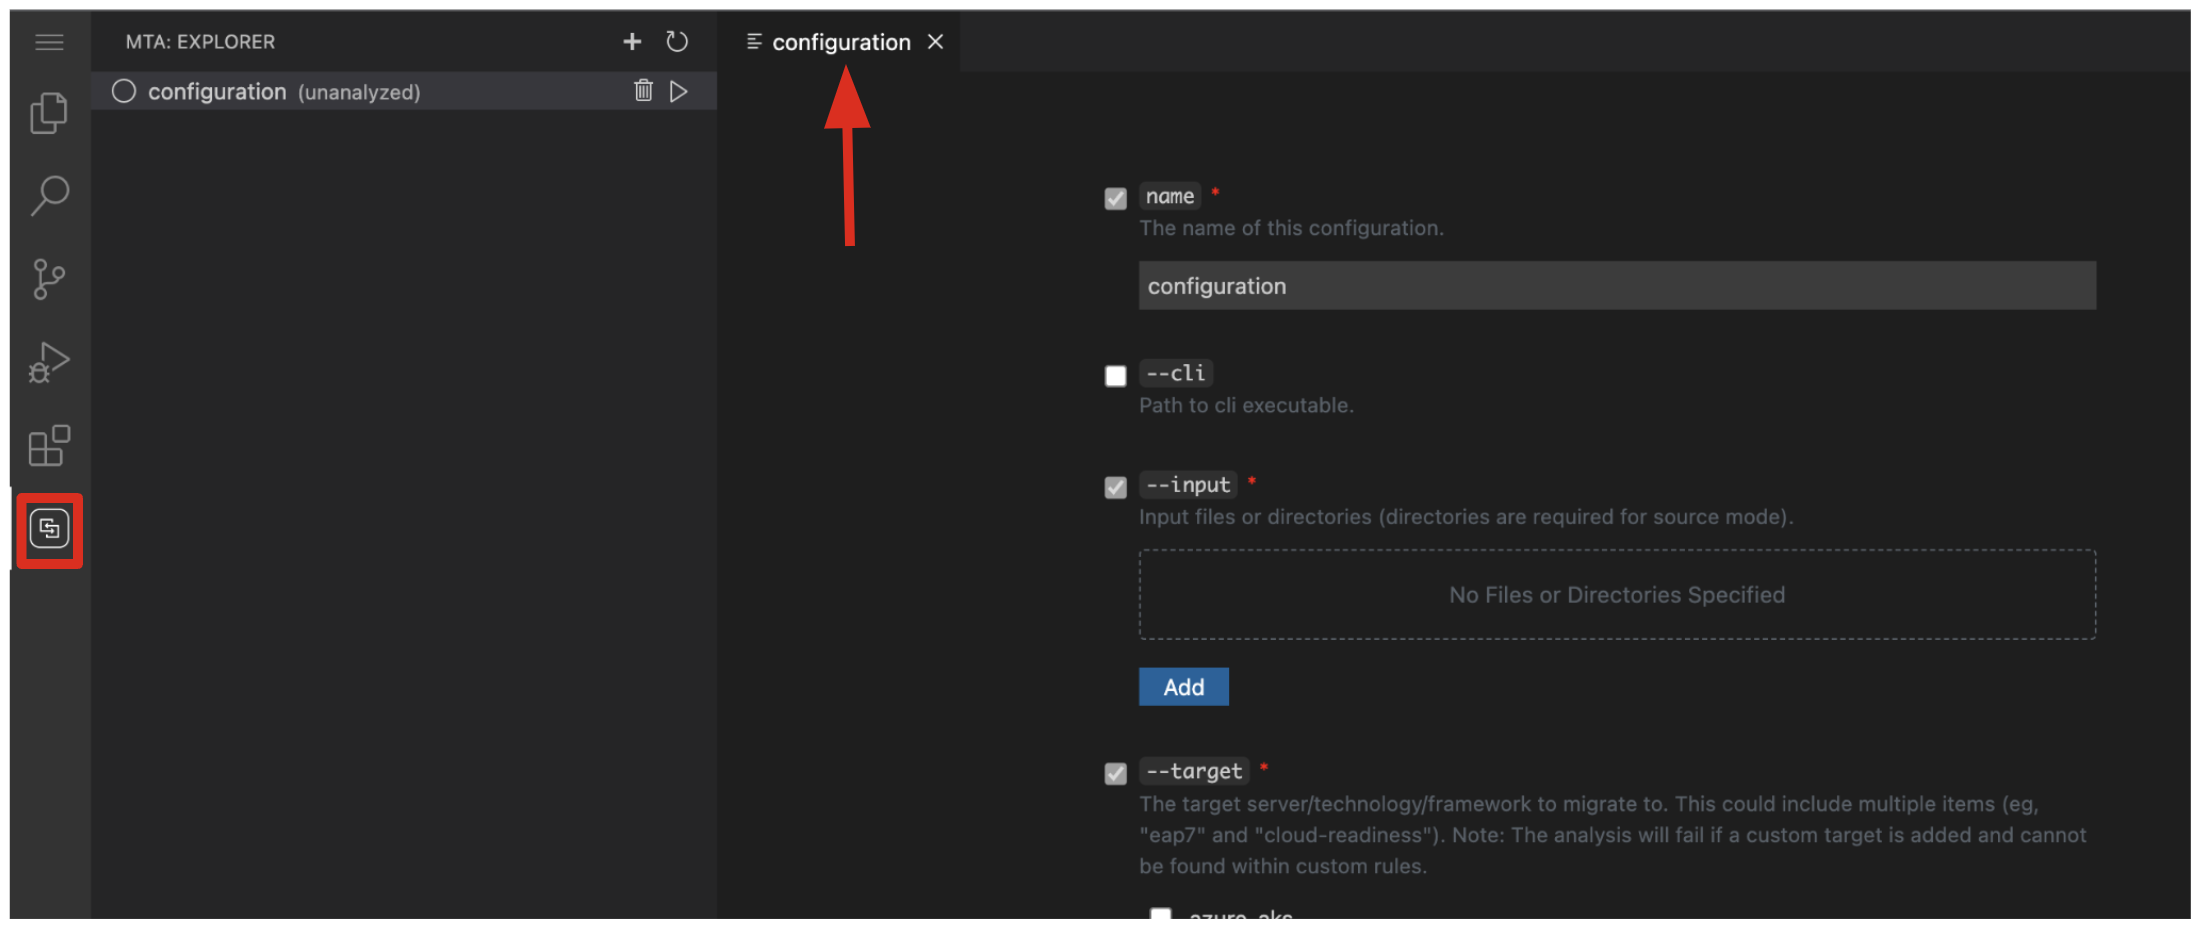 MTA: EXPLORER
configuration (unanalyzed)
configuration
name *
The name of this configuration.
configuration
--cli
Path to cli executable.
--input *
Input files or directories (directories are required for source mode).
No Files or Directories Specified
Add
--target *
The target server/technology/framework to migrate to. This could include multiple items (eg,
"eap7" and "cloud-readiness"). Note: The analysis will fail if a custom target is added and cannot
be found within custom rules.
azure-aks